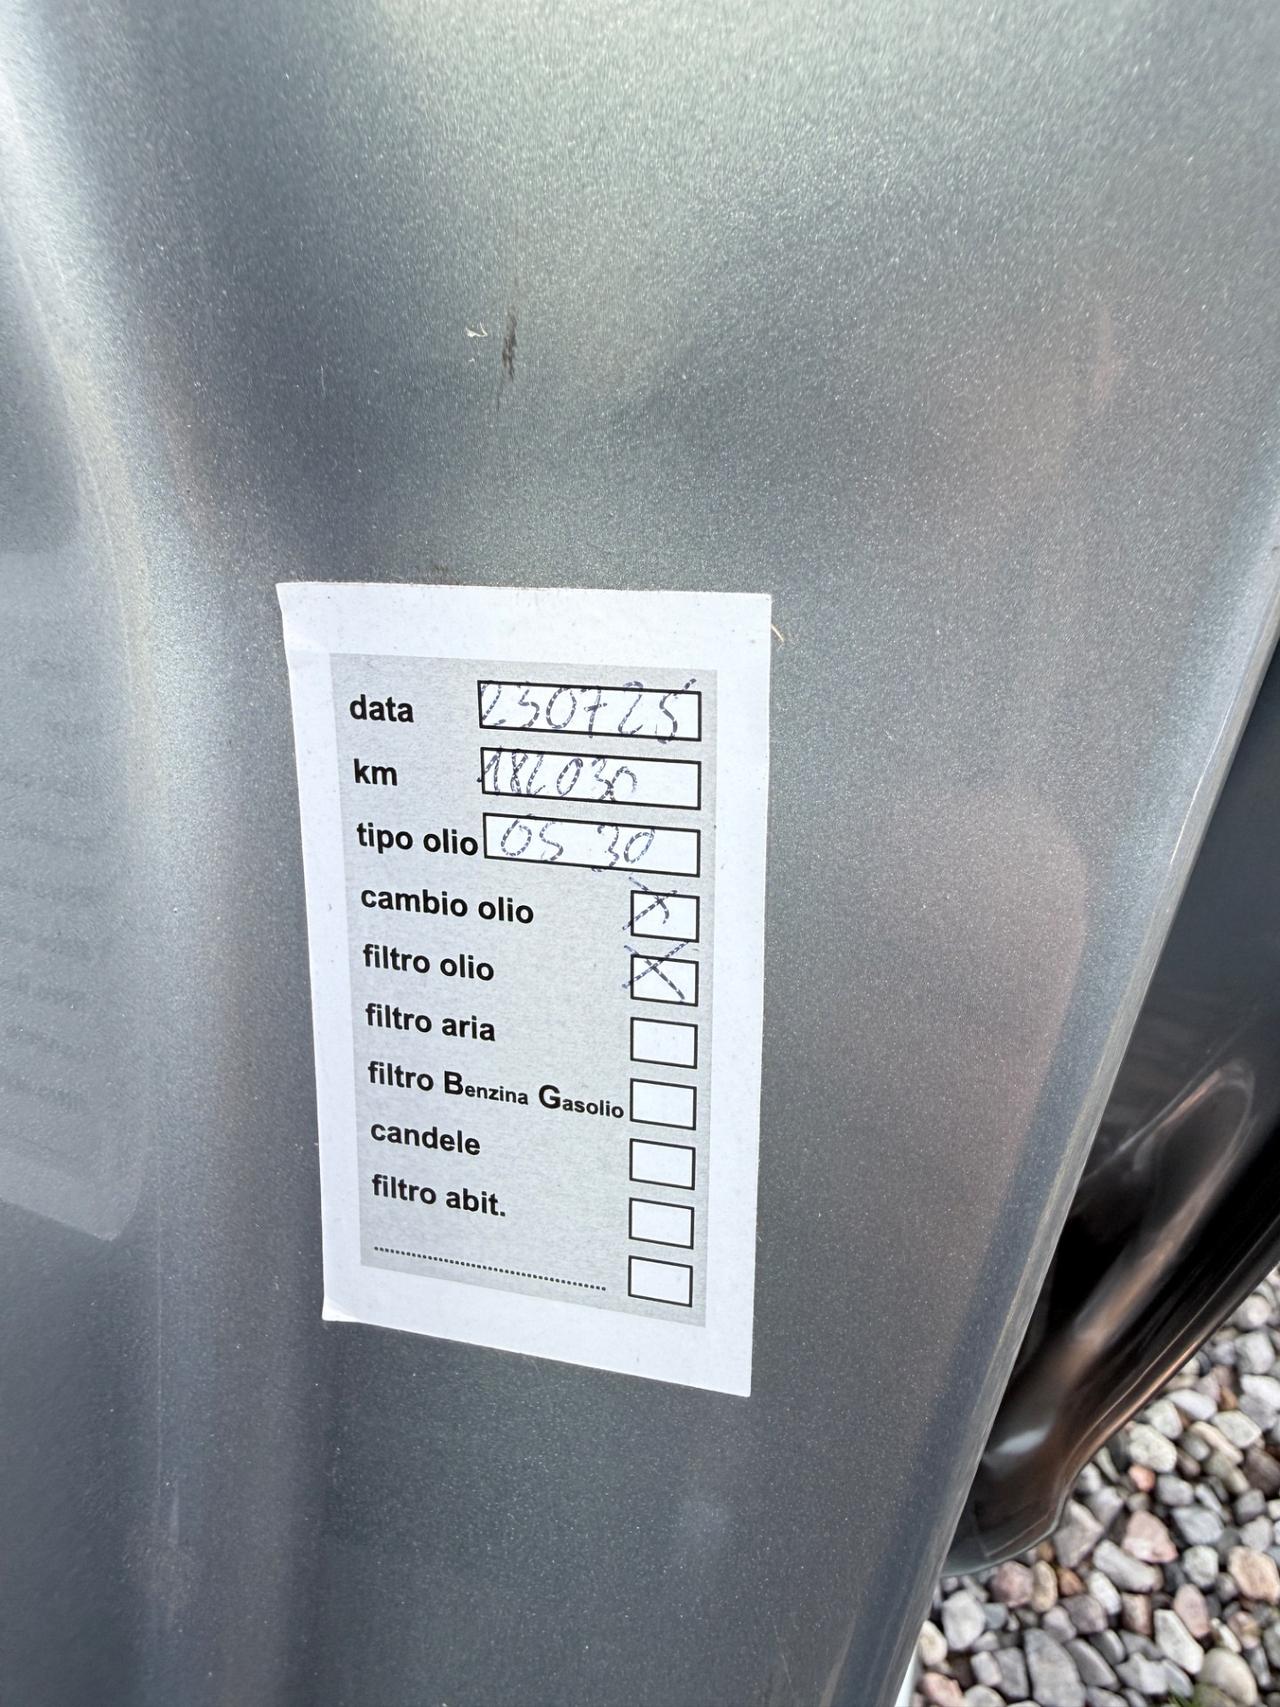 data 230725
km 182030
tipo olio 05 30
cambio olio X
filtro olio X
filtro aria
filtro Benzina Gasolio
candele
filtro abit.